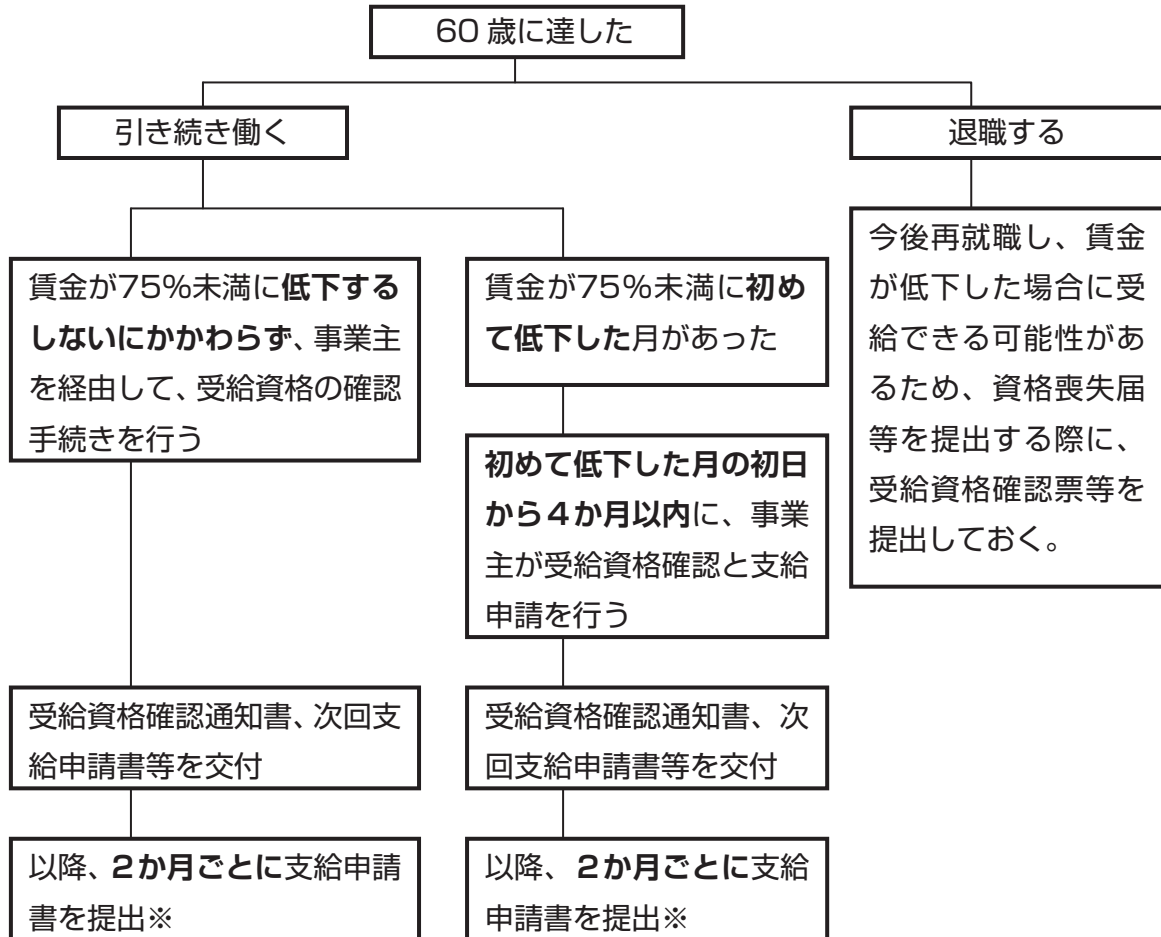 60歳に達した
引き続き働く
退職する
賃金が75%未満に低下する
しないにかかわらず、事業主
を経由して、受給資格の確認
手続きを行う
賃金が75%未満に初め
て低下した月があった
初めて低下した月の初日
から4か月以内に、事業
主が受給資格確認と支給
申請を行う
今後再就職し、賃金
が低下した場合に受
給できる可能性があ
るため、資格喪失届
等を提出する際に、
受給資格確認票等を
提出しておく。
受給資格確認通知書、次回支
給申請書等を交付
受給資格確認通知書、次
回支給申請書等を交付
以降、2か月ごとに支給申請
書を提出※
以降、2か月ごとに支給
申請書を提出※